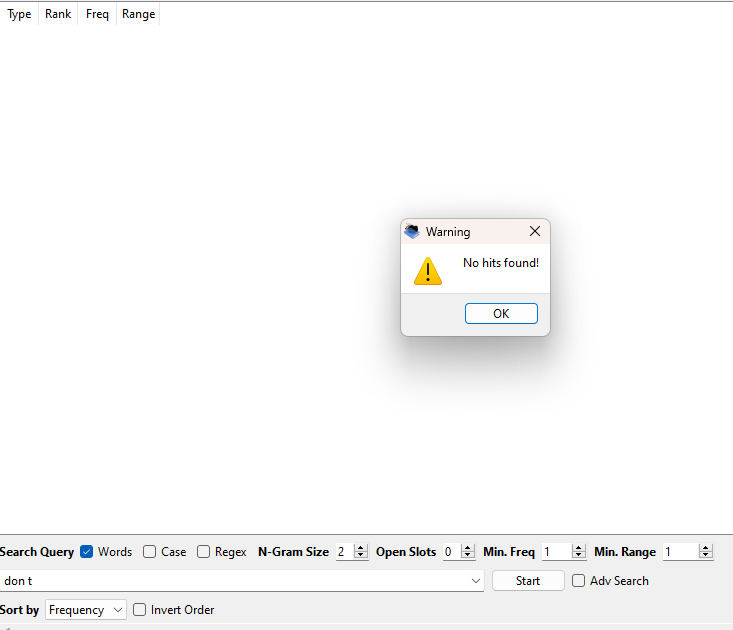 Type Rank Freq Range
Warning
No hits found!
OK
Search Query Words Case Regex N-Gram Size 2 Open Slots 0 Min. Freq 1 Min. Range 1
don t Start Adv Search
Sort by Frequency Invert Order